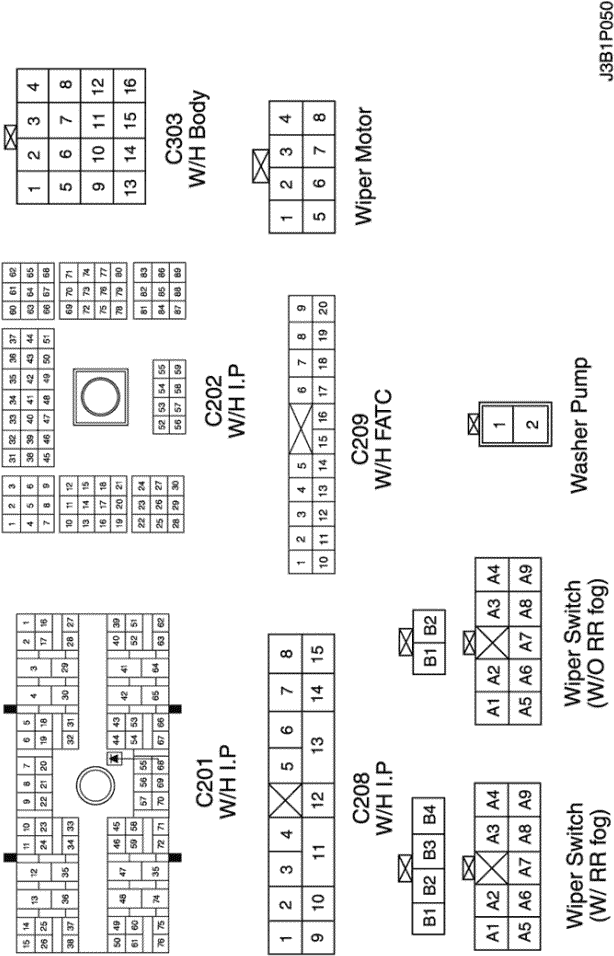 15 14 13 12 11 10 9 8 7 6 5 4 3 2 1
26 25 24 23 22 21 20 19 18 17 16
38 37 36 35 34 33 32 31 30 29 28 27
50 49 48 47 46 45 44 43 42 41 40 39
61 60 59 58 57 56 55 54 53 52 51
76 75 74 35 72 71 70 69 68 67 66 65 64 63 62
C201
W/H I.P
1 2 3 31 32 33 34 35 36 37 60 61 62
4 5 6 38 39 40 41 42 43 44 63 64 65
7 8 9 45 46 47 48 49 50 51 66 67 68
10 11 12 69 70 71
13 14 15 72 73 74
16 17 18 75 76 77
19 20 21 78 79 80
22 23 24 52 53 54 55 81 82 83
25 26 27 56 57 58 59 84 85 86
28 29 30 87 88 89
C202
W/H I.P
1 2 3 4
5 6 7 8
9 10 11 12
13 14 15 16
C303
W/H Body
1 2 3 4 5 6 7 8
9 10 11 12 13 14 15
C208
W/H I.P
1 2 3 4 5 6 7 8 9
10 11 12 13 14 15 16 17 18 19 20
C209
W/H FATC
1 2 3 4
5 6 7 8
Wiper Motor
B1 B2 B3 B4
A1 A2 A3 A4
A5 A6 A7 A8 A9
Wiper Switch
(W/ RR fog)
B1 B2
A1 A2 A3 A4
A5 A6 A7 A8 A9
Wiper Switch
(W/O RR fog)
1
2
Washer Pump
J3B1P050